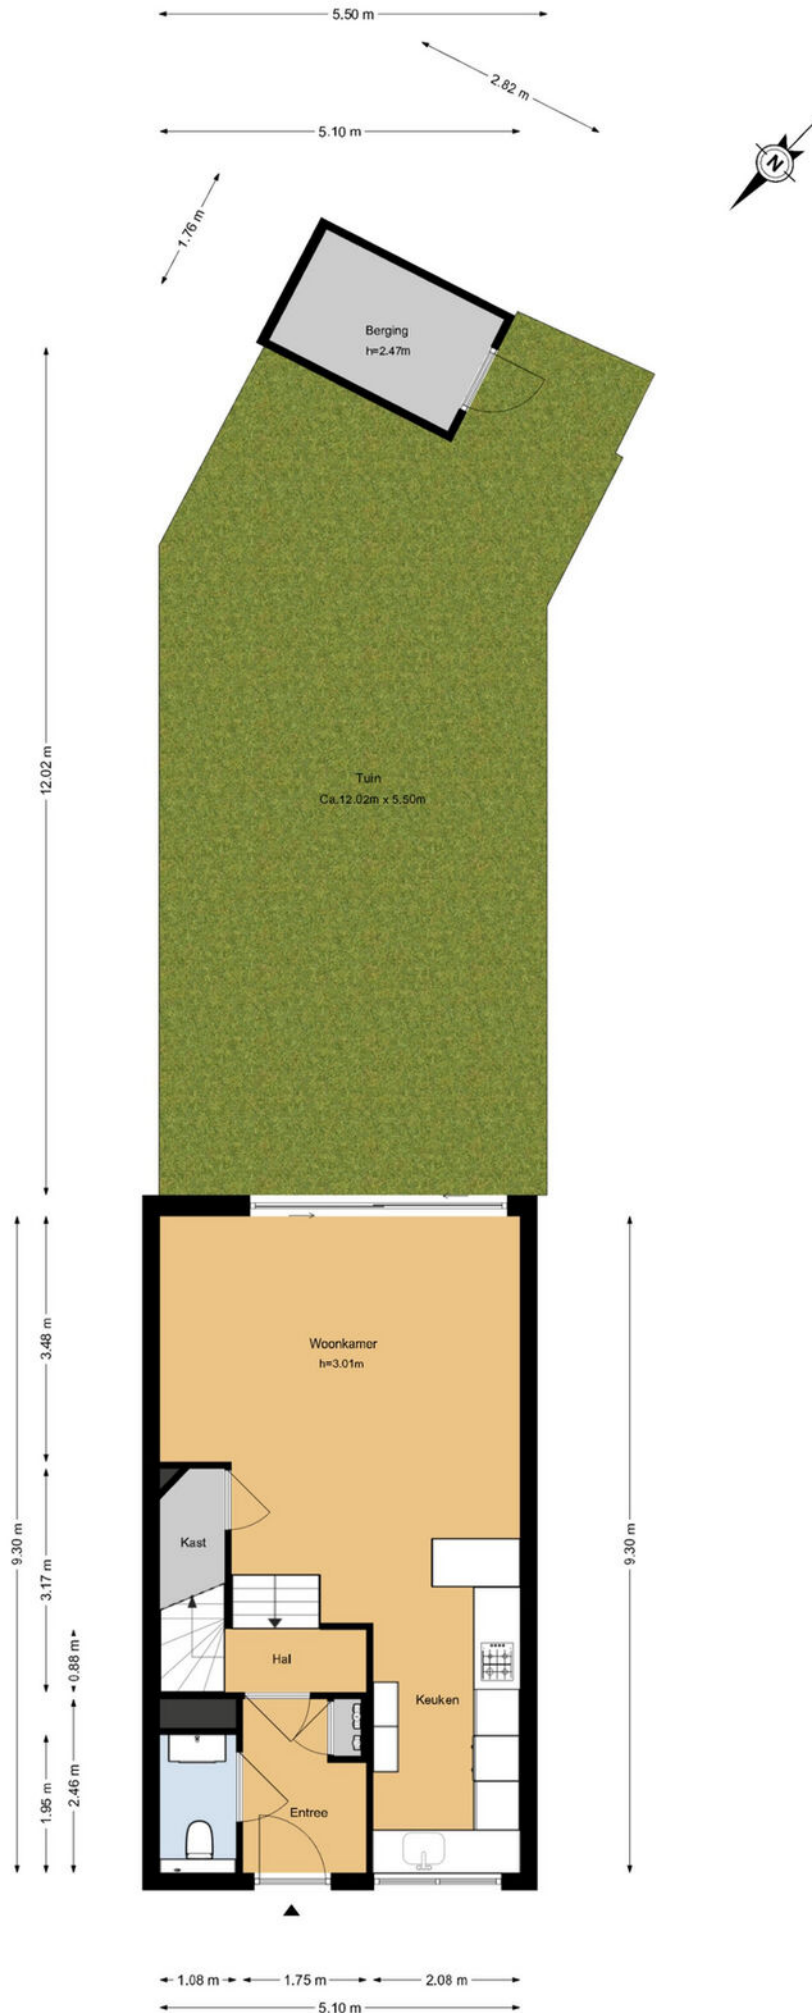 5.50 m
2.82 m
5.10 m
N
1.76 m
Berging
h=2.47m
12.02 m
Tuin
Ca.12.02m x 5.50m
3.48 m
Woonkamer
h=3.01m
9.30 m
9.30 m
Kast
3.17 m
0.88 m
Hal
Keuken
1.95 m
2.46 m
Entree
1.08 m
1.75 m
2.08 m
5.10 m